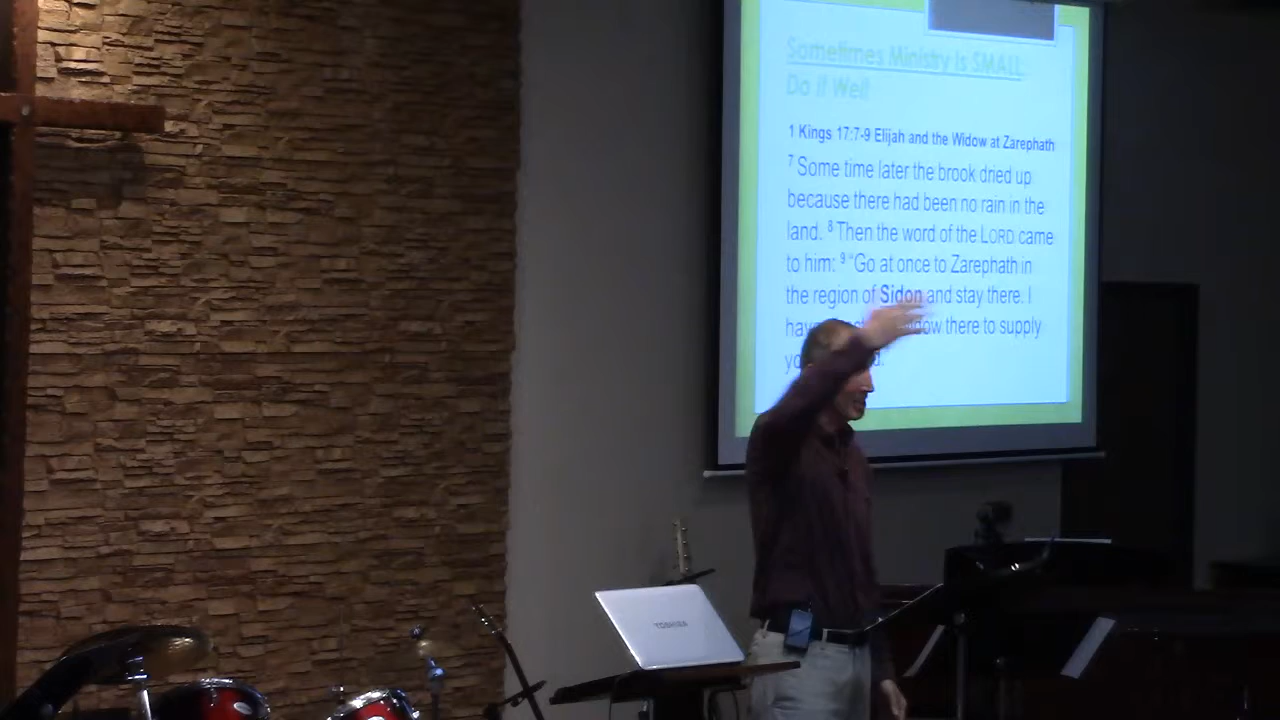 Sometimes Ministry Is SMALL
Do It Well
1 Kings 17:7-9 Elijah and the Widow at Zarephath
7 Some time later the brook dried up
because there had been no rain in the
land. 8 Then the word of the LORD came
to him: 9 "Go at once to Zarephath in
the region of Sidon and stay there. I
there to supply
TOSHIBA